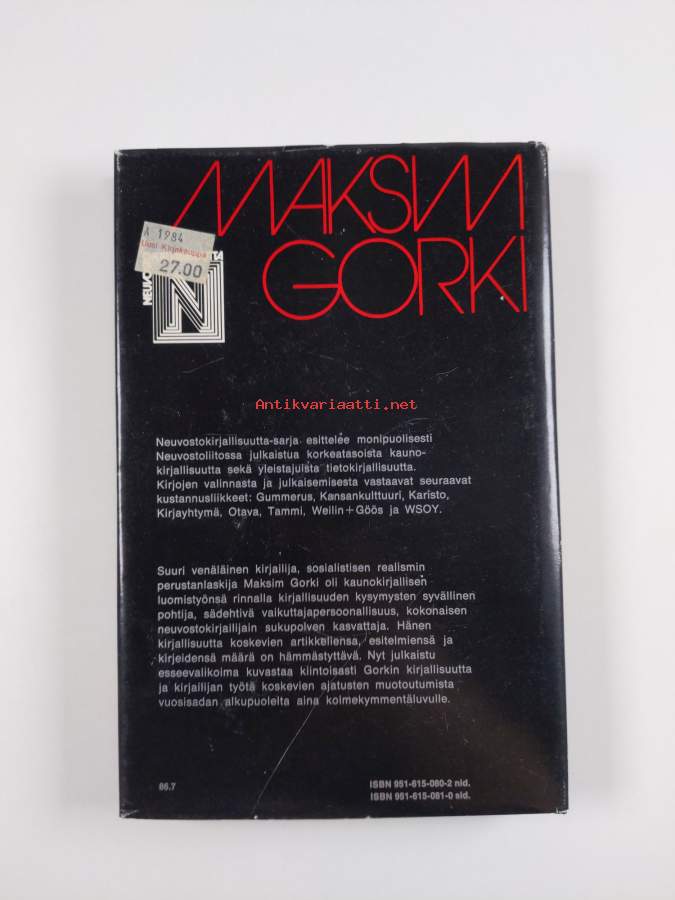 MAKSIM
GORKI
1984
Uusi Kirjakauppa
27.00
N
Antikvariaatti.net
Neuvostokirjallisuutta-sarja esittelee monipuolisesti
Neuvostoliitossa julkaistua korkeatasoista kauno-
kirjallisuutta sekä yleistajuista tietokirjallisuutta.
Kirjojen valinnasta ja julkaisemisesta vastaavat seuraavat
kustannusliikkeet: Gummerus, Kansankulttuuri, Karisto,
Kirjayhtymä, Otava, Tammi, Weilin+Göös ja WSOY.
Suuri venäläinen kirjailija, sosialistisen realismin
perustanlaskija Maksim Gorki oli kaunokirjallisen
luomistyönsä rinnalla kirjallisuuden kysymysten syvällinen
pohtija, sädehtivä vaikuttajapersoonallisuus, kokonaisen
neuvostokirjailijain sukupolven kasvattaja. Hänen
kirjallisuutta koskevien artikkeliensa, esitelmiensä ja
kirjeidensä määrä on hämmästyttävä. Nyt julkaistu
esseevalikoima kuvastaa kiintoisasti Gorkin kirjallisuutta
ja kirjailijan työtä koskevien ajatusten muotoutumista
vuosisadan alkupuolelta aina kolmekymmentäluvulle.
86.7
ISBN 951-615-080-2 nid.
ISBN 951-615-081-0 sid.